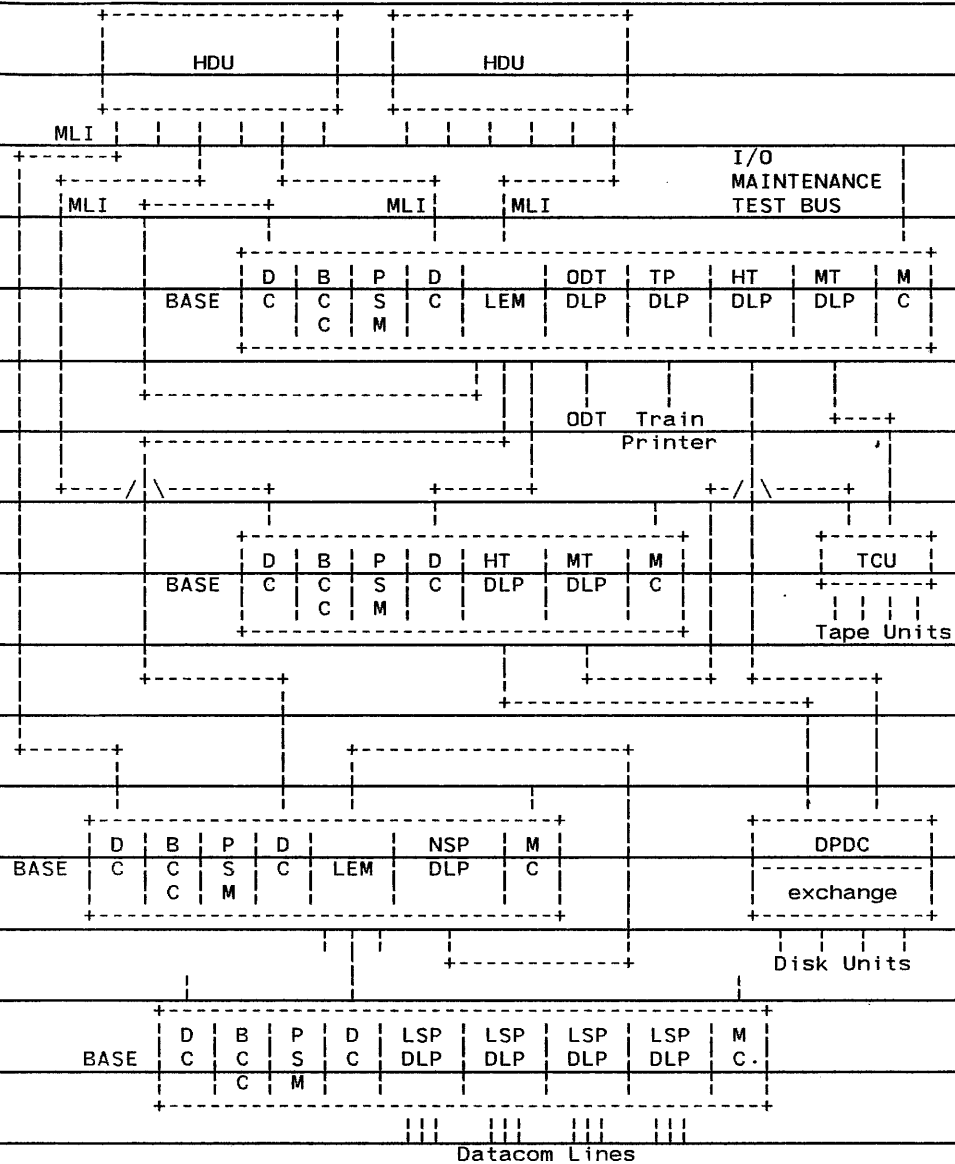 HDU HDU
MLI
I/O
MAINTENANCE
TEST BUS
MLI MLI MLI
D B P D ODT TP HT MT M
BASE C C S C LEM DLP DLP DLP DLP C
C M
ODT Train
Printer
D B P D HT MT M TCU
BASE C C S C DLP DLP C
C M
Tape Units
D B P D NSP M DPDC
BASE C C S C LEM DLP C
C M exchange
Disk Units
D B P D LSP LSP LSP LSP M
BASE C C S C DLP DLP DLP DLP C
C M
Datacom Lines